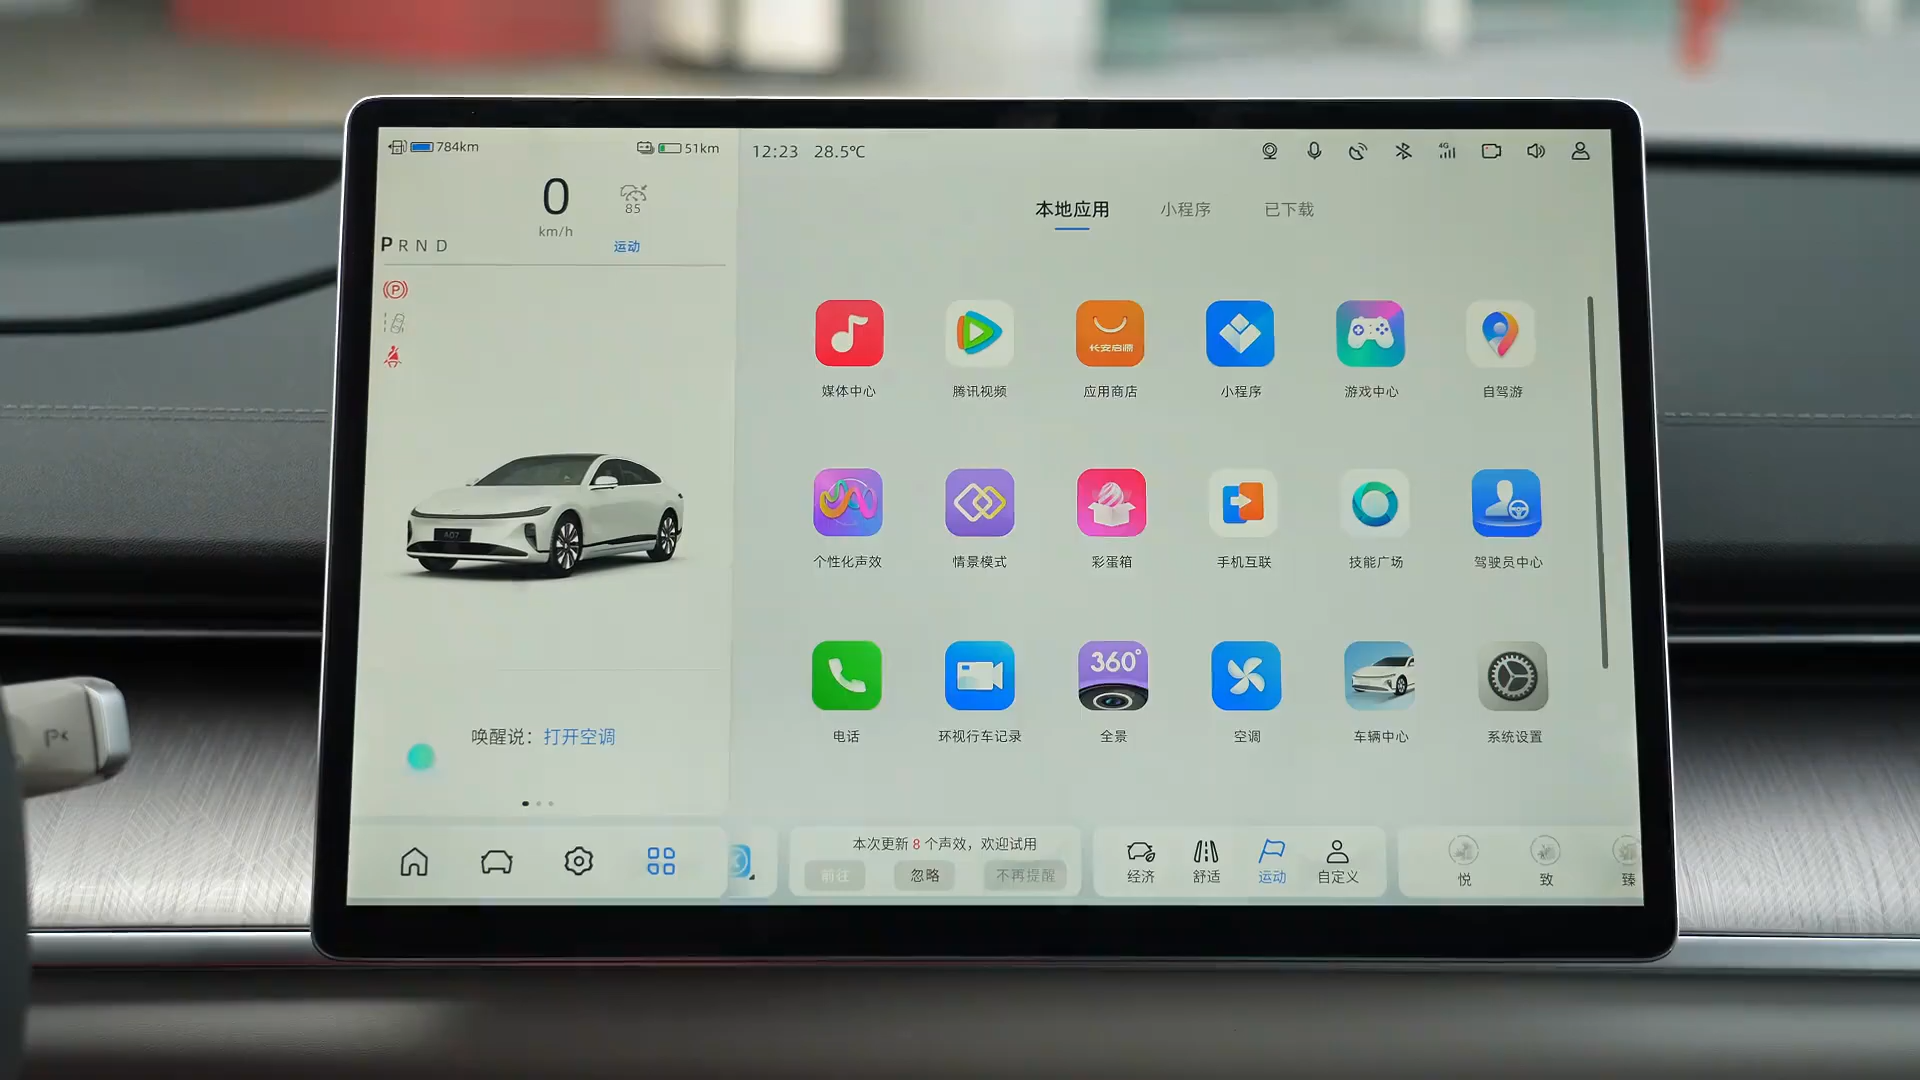 784km
51km
0
km/h
85
P R N D
运动
A07
唤醒说：打开空调
12:23 28.5℃
4G
本地应用 小程序 已下载
长安启源
媒体中心 腾讯视频 应用商店 小程序 游戏中心 自驾游
个性化声效 情景模式 彩蛋箱 手机互联 技能广场 驾驶员中心
360°
电话 环视行车记录 全景 空调 车辆中心 系统设置
本次更新 8 个声效，欢迎试用
前往 忽略 不再提醒
经济 舒适 运动 自定义
悦 致 臻
P